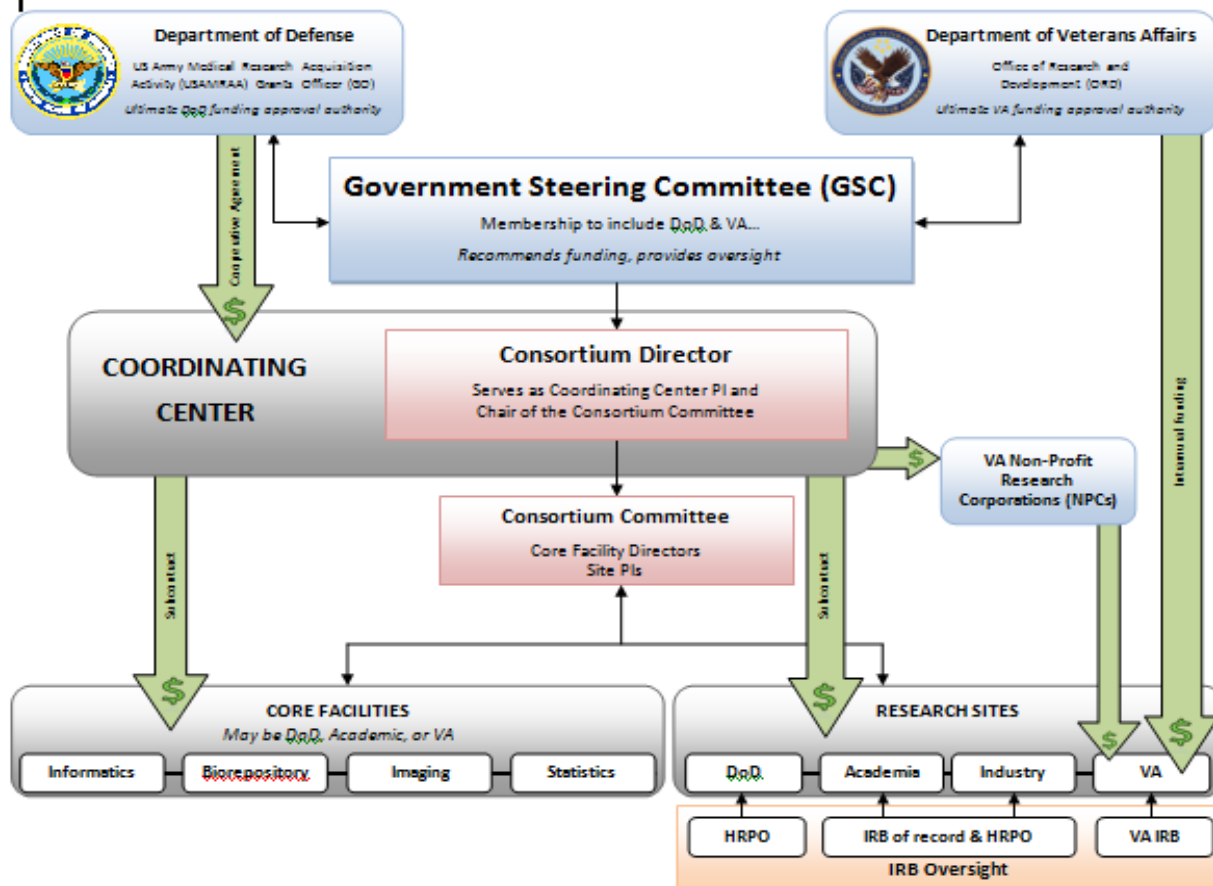 Department of Defense
US Army Medical Research Acquisition
Activity (USAMRAA) Grants Officer (GO)
Ultimate DoD funding approval authority
Department of Veterans Affairs
Office of Research and
Development (ORD)
Ultimate VA funding approval authority
Cooperative Agreement
$
Government Steering Committee (GSC)
Membership to include DoD & VA...
Recommends funding, provides oversight
COORDINATING
CENTER
Consortium Director
Serves as Coordinating Center PI and
Chair of the Consortium Committee
$
VA Non-Profit
Research
Corporations (NPCs)
Intramural funding
Consortium Committee
Core Facility Directors
Site PIs
Subcontract
Subcontract
$
$
$
$
CORE FACILITIES
May be DoD, Academic, or VA
Informatics
Biorepository
Imaging
Statistics
RESEARCH SITES
DoD
Academia
Industry
VA
HRPO
IRB of record & HRPO
VA IRB
IRB Oversight